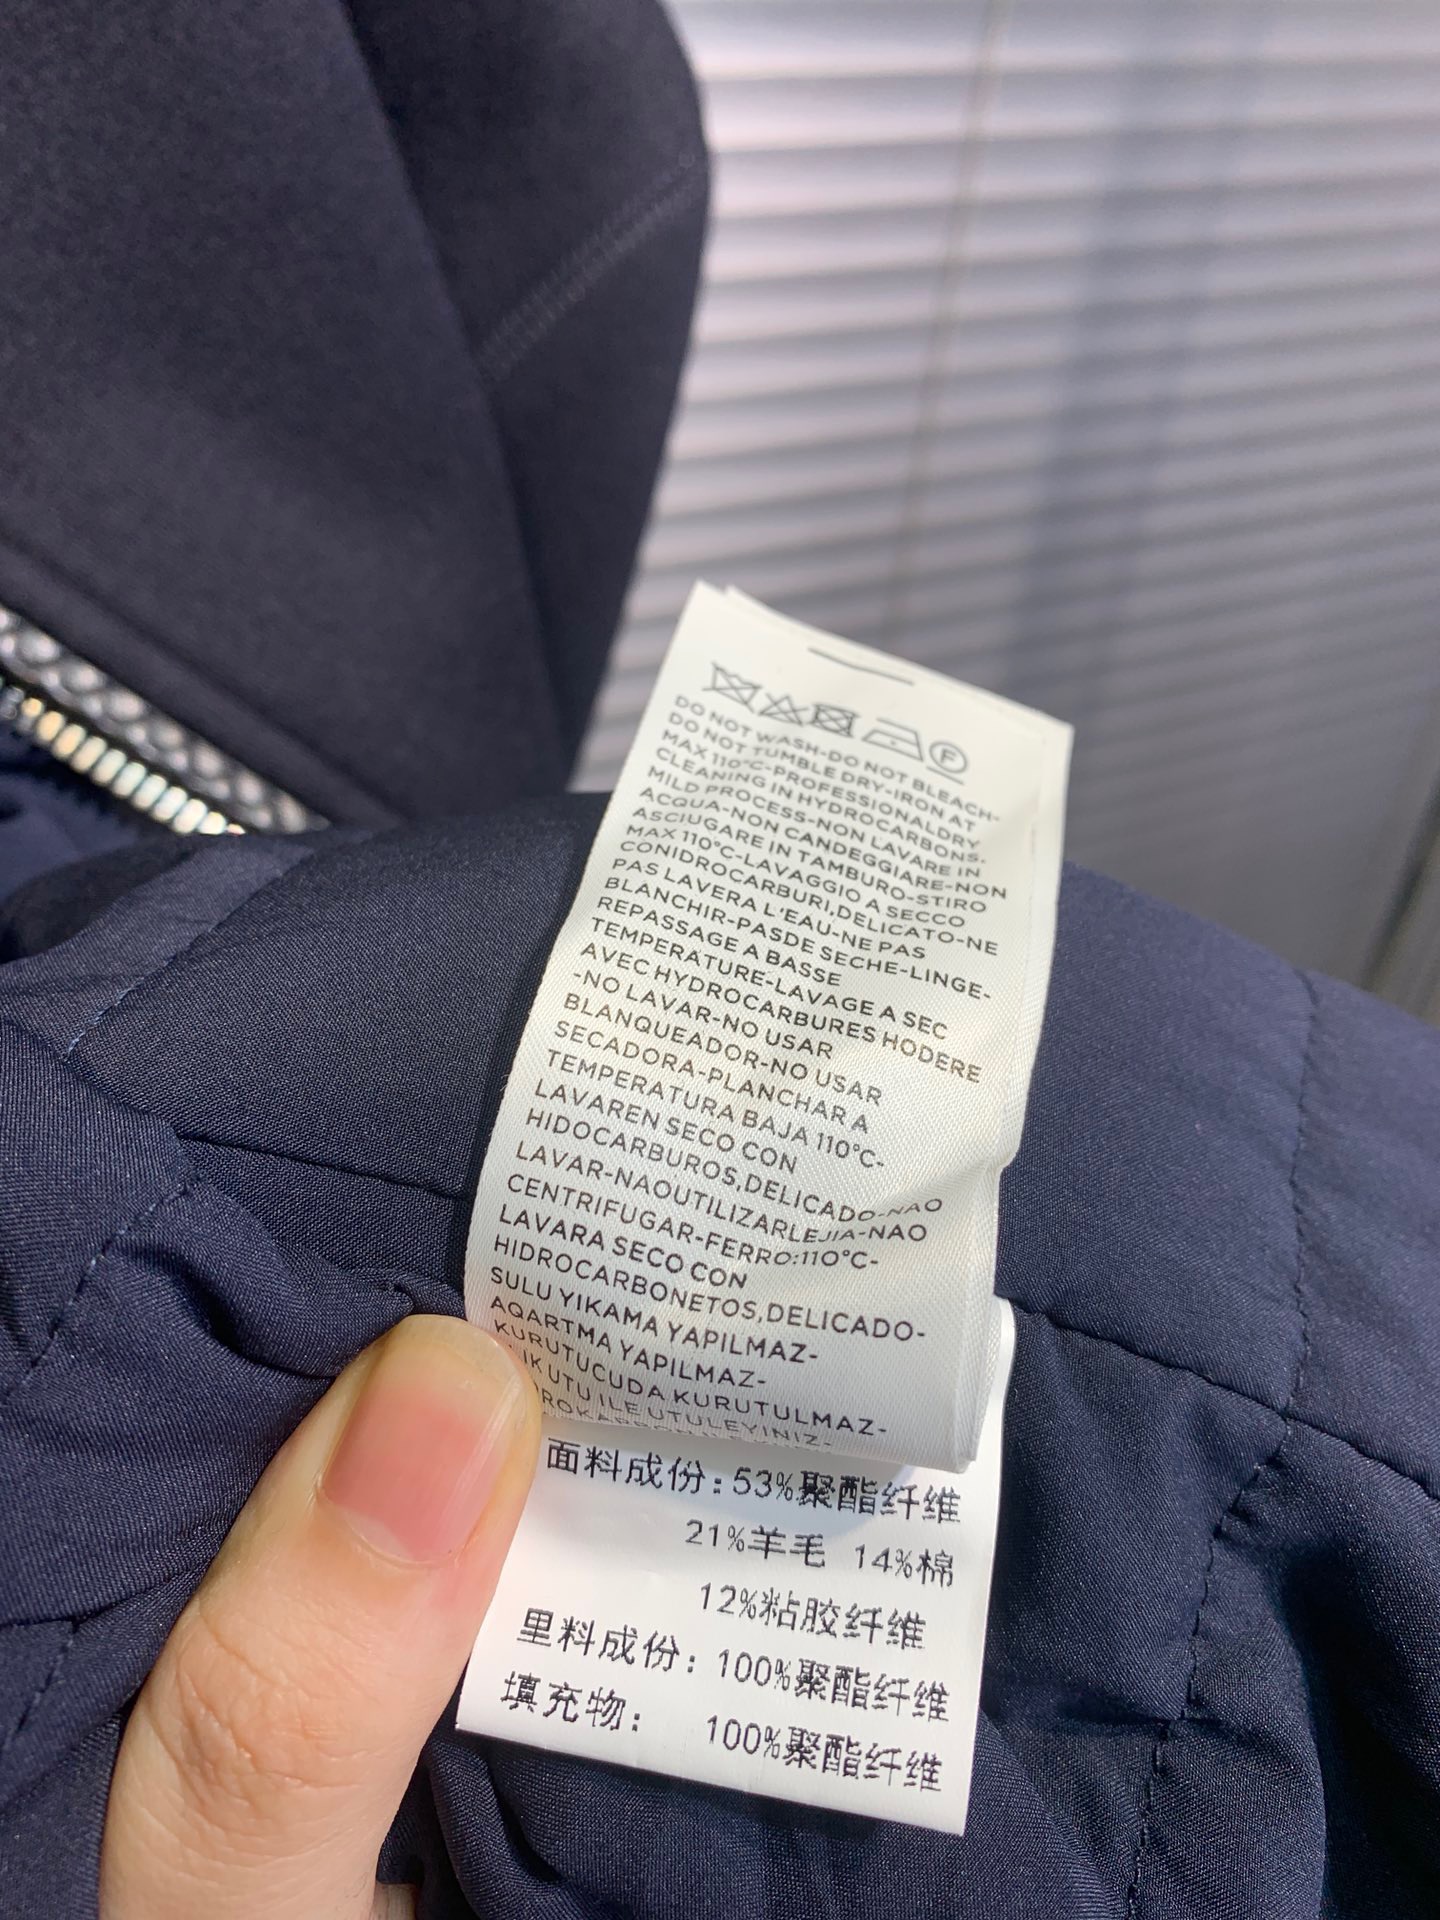 F
DO NOT WASH-DO NOT BLEACH-
DO NOT TUMBLE DRY-IRON AT
MAX 110°C-PROFESSIONALDRY
CLEANING IN HYDROCARBONS.
MILD PROCESS-NON LAVARE IN
ACQUA-NON CANDEGGIARE-NON
ASCIUGARE IN TAMBURO-STIRO
MAX 110°C-LAVAGGIO A SECCO
CONIDROCARBURI,DELICATO-NE
PAS LAVERA L'EAU-NE PAS
BLANCHIR-PASDE SECHE-LINGE-
REPASSAGE A BASSE
TEMPERATURE-LAVAGE A SEC
AVEC HYDROCARBURES HODERE
-NO LAVAR-NO USAR
BLANQUEADOR-NO USAR
SECADORA-PLANCHAR A
TEMPERATURA BAJA 110°C-
LAVAREN SECO CON
HIDOCARBUROS,DELICADO-NAO
LAVAR-NAOUTILIZARLEJIA-NAO
CENTRIFUGAR-FERRO:110°C-
LAVARA SECO CON
HIDROCARBONETOS,DELICADO-
SULU YIKAMA YAPILMAZ-
AQARTMA YAPILMAZ-
KURUTUCUDA KURUTULMAZ-
UTU ILE UTULEYINIZ-
面料成份:53%聚酯纤维
21%羊毛 14%棉
12%粘胶纤维
里料成份:100%聚酯纤维
填充物: 100%聚酯纤维